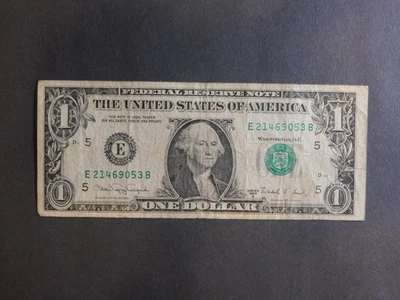 FEDERAL RESERVE NOTE
THE UNITED STATES OF AMERICA
1
1
THIS NOTE IS LEGAL TENDER
FOR ALL DEBTS, PUBLIC AND PRIVATE
E 21469053 B
WASHINGTON, D.C.
5
E
5
5
E 21469053 B
5
1
ONE DOLLAR
1